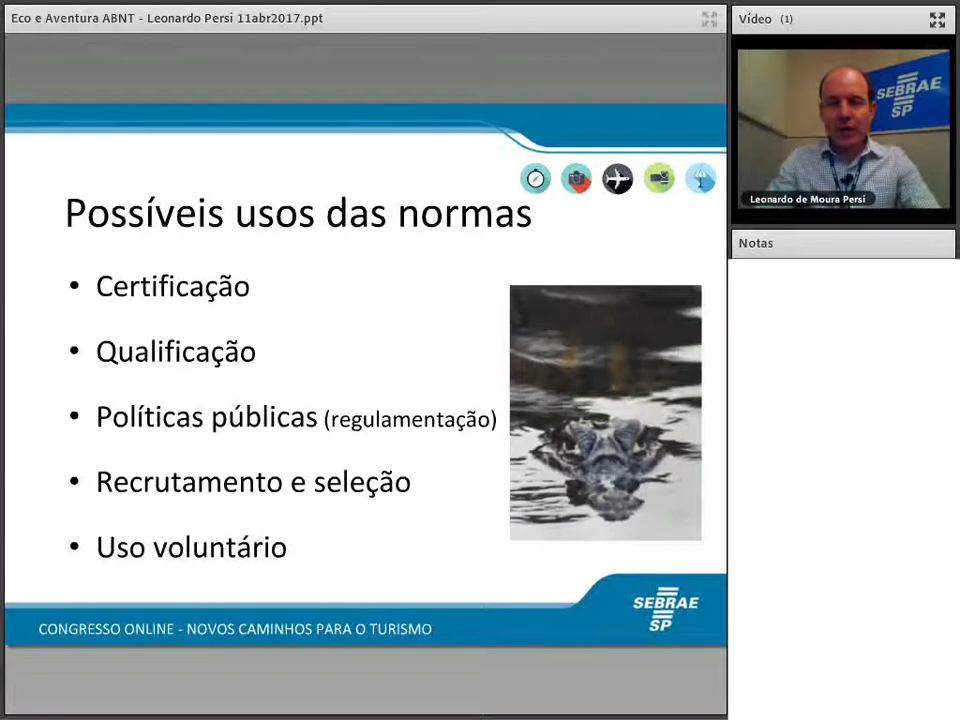 Eco e Aventura ABNT - Leonardo Persi 11abr2017.ppt
Vídeo (1)
SEBRAE
SP
Leonardo de Moura Persi
Notas
Possíveis usos das normas
• Certificação
• Qualificação
• Políticas públicas (regulamentação)
• Recrutamento e seleção
• Uso voluntário
CONGRESSO ONLINE - NOVOS CAMINHOS PARA O TURISMO
SEBRAE
SP